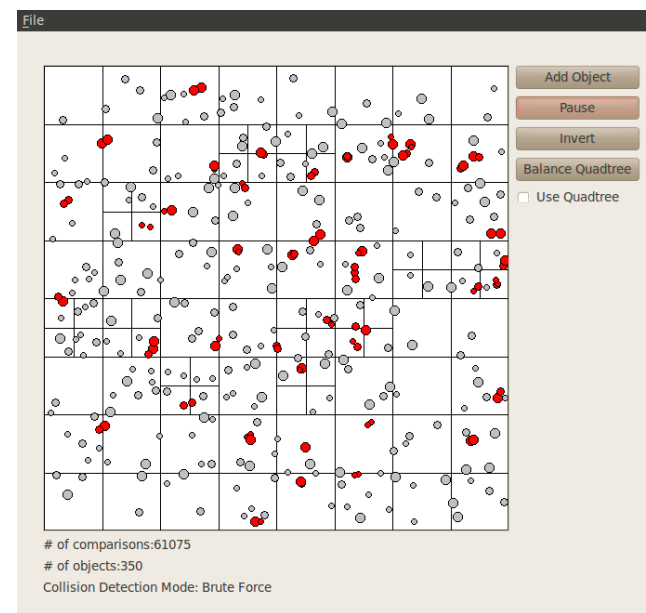 File
Add Object
Pause
Invert
Balance Quadtree
Use Quadtree
# of comparisons:61075
# of objects:350
Collision Detection Mode: Brute Force